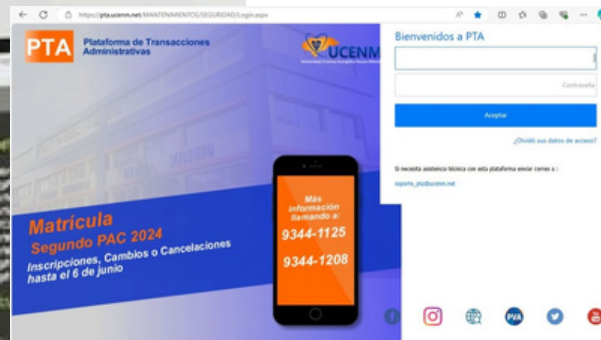 https://pta.ucenm.net/MANTENIMIENTOS/SEGURIDAD/Login.aspx
PTA
Plataforma de Transacciones
Administrativas
UCENM
Bienvenidos a PTA
Contraseña
Aceptar
¿Olvidó sus datos de acceso?
Si necesita asistencia técnica con esta plataforma enviar correo a :
soporte_pta@ucenm.net
Matrícula
Segundo PAC 2024
Inscripciones, Cambios o Cancelaciones
hasta el 6 de junio
Más
información
llamando a:
9344-1125
9344-1208
PVA